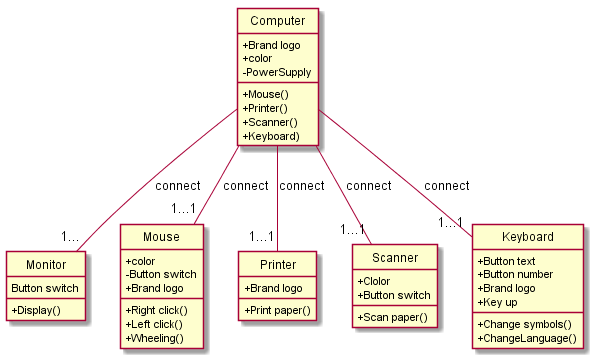 Computer
+Brand logo
+color
-PowerSupply
+Mouse()
+Printer()
+Scanner()
+Keyboard)
connect
connect
connect
connect
connect
1...
1...1
1...1
1...1
1...1
Monitor
Button switch
+Display()
Mouse
+color
-Button switch
+Brand logo
+Right click()
+Left click()
+Wheeling()
Printer
+Brand logo
+Print paper()
Scanner
+Clolor
+Button switch
+Scan paper()
Keyboard
+Button text
+Button number
+Brand logo
+Key up
+Change symbols()
+ChangeLanguage()